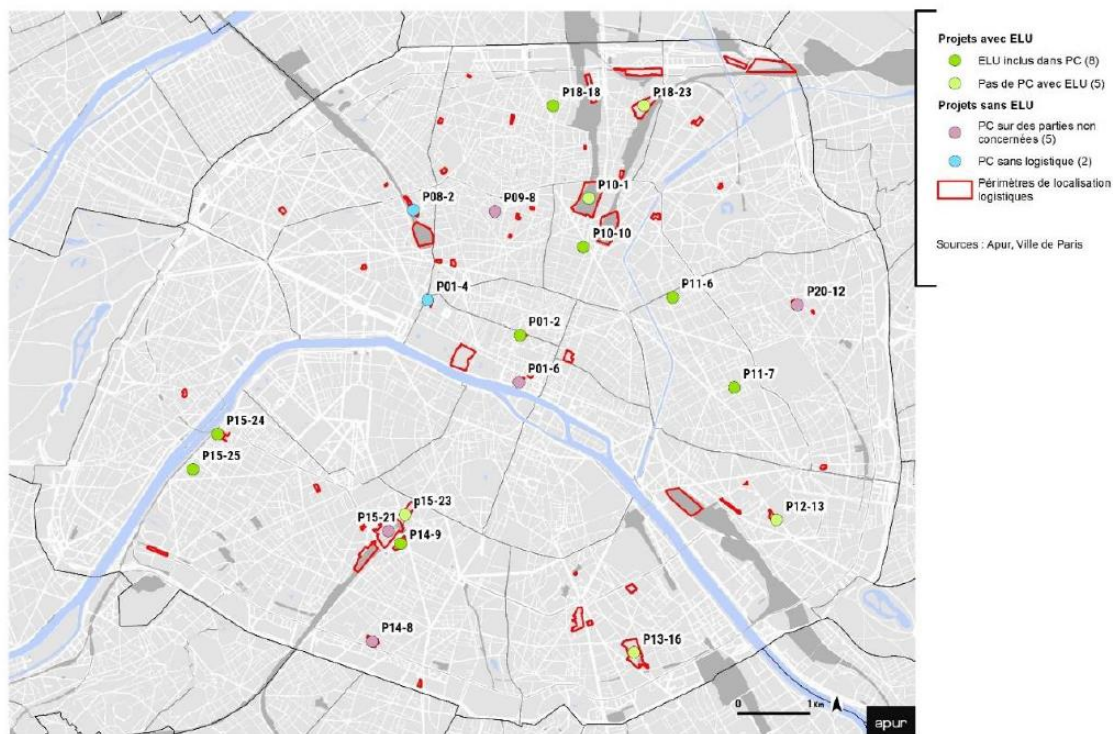 Projets avec ELU
ELU inclus dans PC (8)
Pas de PC avec ELU (5)
Projets sans ELU
PC sur des parties non
concernées (5)
PC sans logistique (2)
Périmètres de localisation
logistiques
Sources : Apur, Ville de Paris
P18-18
P18-23
P08-2
P09-8
P10-1
P10-10
P01-4
P11-6
P20-12
P01-2
P01-6
P11-7
P15-24
P15-25
p15-23
P15-21
P14-9
P12-13
P14-8
P13-16
0 1 Km
apur